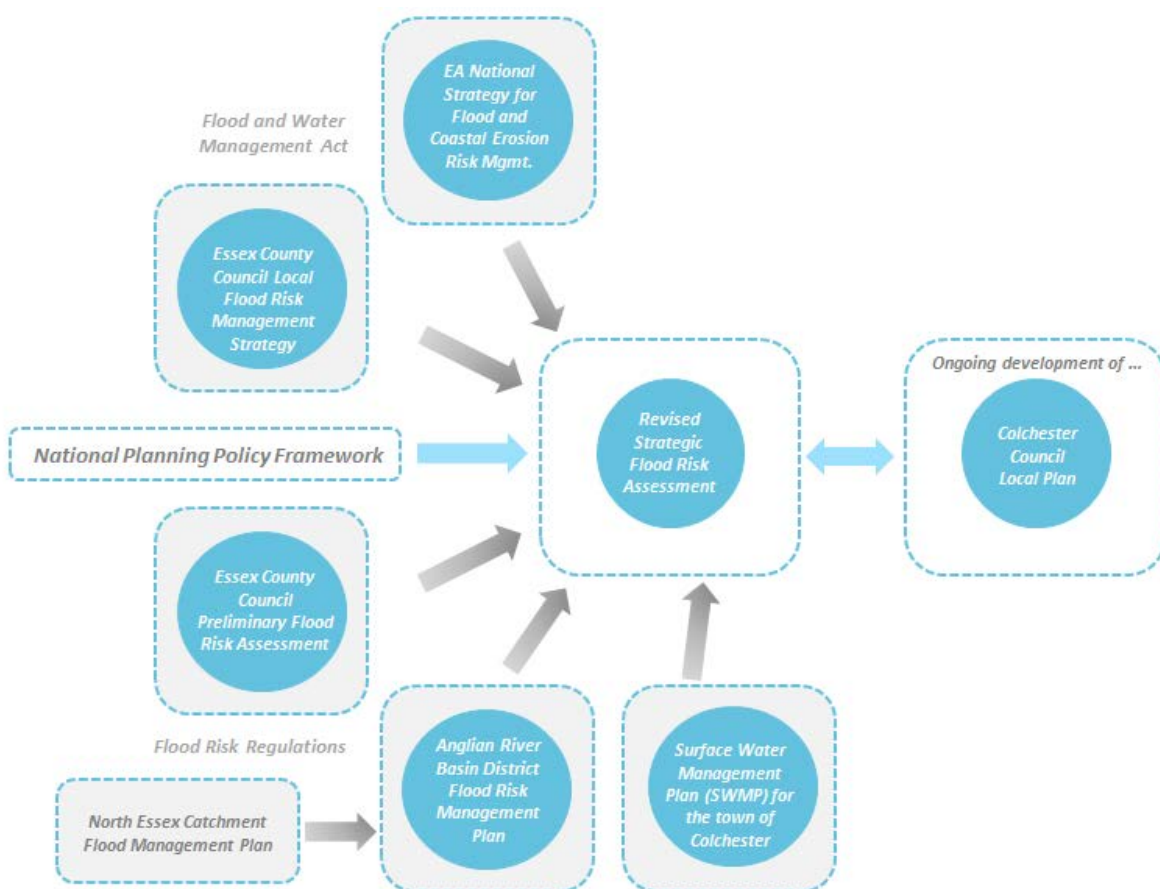 EA National
Strategy for
Flood and
Coastal Erosion
Risk Mgmt.
Flood and Water
Management Act
Essex County
Council Local
Flood Risk
Management
Strategy
Ongoing development of ...
Revised
Strategic
Flood Risk
Assessment
Colchester
Council
Local Plan
National Planning Policy Framework
Essex County
Council
Preliminary Flood
Risk Assessment
Flood Risk Regulations
Anglian River
Basin District
Flood Risk
Management
Plan
Surface Water
Management
Plan (SWMP) for
the town of
Colchester
North Essex Catchment
Flood Management Plan